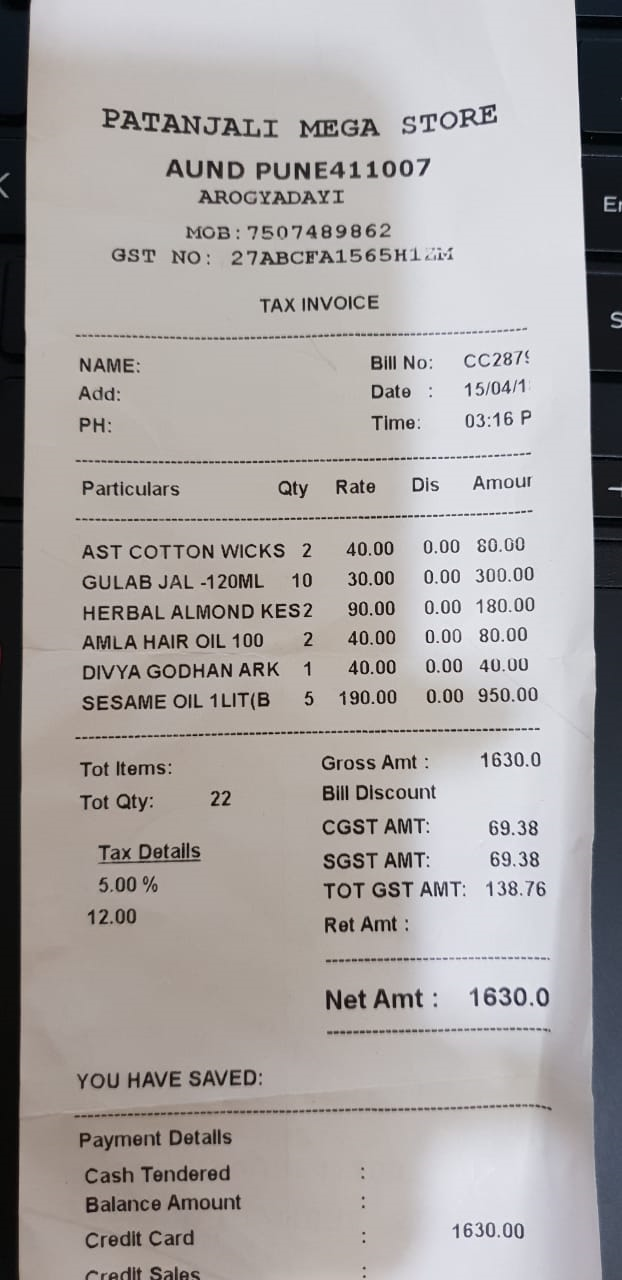 PATANJALI MEGA STORE
AUND PUNE411007
AROGYADAYI
MOB:7507489862
GST NO: 27ABCFA1565H1ZM
TAX INVOICE
NAME: Bill No: CC2879
Add: Date : 15/04/1
PH: Time: 03:16 P
Particulars Qty Rate Dis Amour
AST COTTON WICKS 2 40.00 0.00 80.00
GULAB JAL -120ML 10 30.00 0.00 300.00
HERBAL ALMOND KES2 90.00 0.00 180.00
AMLA HAIR OIL 100 2 40.00 0.00 80.00
DIVYA GODHAN ARK 1 40.00 0.00 40.00
SESAME OIL 1LIT(B 5 190.00 0.00 950.00
Tot Items: Gross Amt : 1630.0
Tot Qty: 22 Bill Discount
CGST AMT: 69.38
Tax Details SGST AMT: 69.38
5.00 % TOT GST AMT: 138.76
12.00 Ret Amt :
Net Amt : 1630.0
YOU HAVE SAVED:
Payment Details
Cash Tendered :
Balance Amount :
Credit Card : 1630.00
Credit Sales :